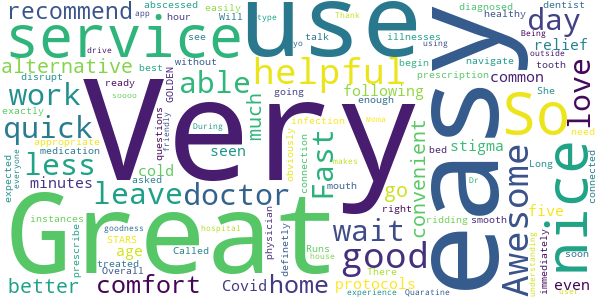 recommend app abscessed easily diagnosed dentist
hour Will type Thank healthy Being
service use see yo talk illnesses using day
drive outside
alternative without begin navigate relief
disrupt best able helpful prescription tooth
ready GOLDEN going enough following common She
work soooo much So need
exactly Very During questions friendly infection Mama easy love
quick appropriate obviously connection Fast convenient stigma
medication seen makes bed Dr Long
less cold mouth
expected everyone minutes asked right go five connected
leave doctor Awesome nice
Great wait ridding smooth
instances goodness hospital
STARS physician definetly Runs good understanding immediately
age Called house There soon
prescribe treated Overall protocols user
better comfort Covid home experience Quaratine even